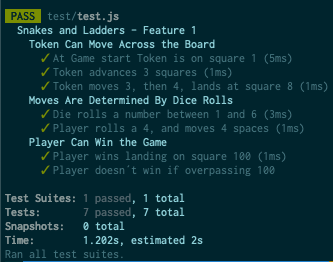 PASS test/test.js
Snakes and Ladders - Feature 1
Token Can Move Across the Board
✓ At Game start Token is on square 1 (5ms)
✓ Token advances 3 squares (1ms)
✓ Token moves 3, then 4, lands at square 8 (1ms)
Moves Are Determined By Dice Rolls
✓ Die rolls a number between 1 and 6 (3ms)
✓ Player rolls a 4, and moves 4 spaces (1ms)
Player Can Win the Game
✓ Player wins landing on square 100 (1ms)
✓ Player doesn't win if overpassing 100
Test Suites: 1 passed, 1 total
Tests: 7 passed, 7 total
Snapshots: 0 total
Time: 1.202s, estimated 2s
Ran all test suites.